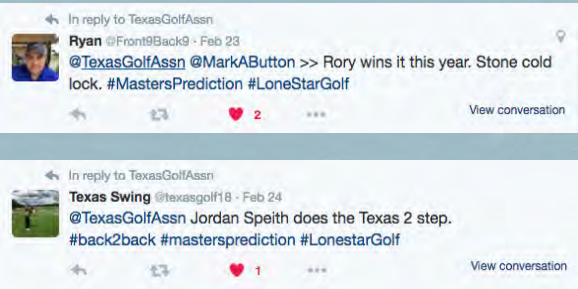 In reply to TexasGolfAssn
Ryan @Front9Back9 · Feb 23
@TexasGolfAssn @MarkAButton >> Rory wins it this year. Stone cold
lock. #MastersPrediction #LoneStarGolf
2
View conversation
In reply to TexasGolfAssn
Texas Swing @texasgolf18 · Feb 24
@TexasGolfAssn Jordan Speith does the Texas 2 step.
#back2back #mastersprediction #LonestarGolf
1
View conversation